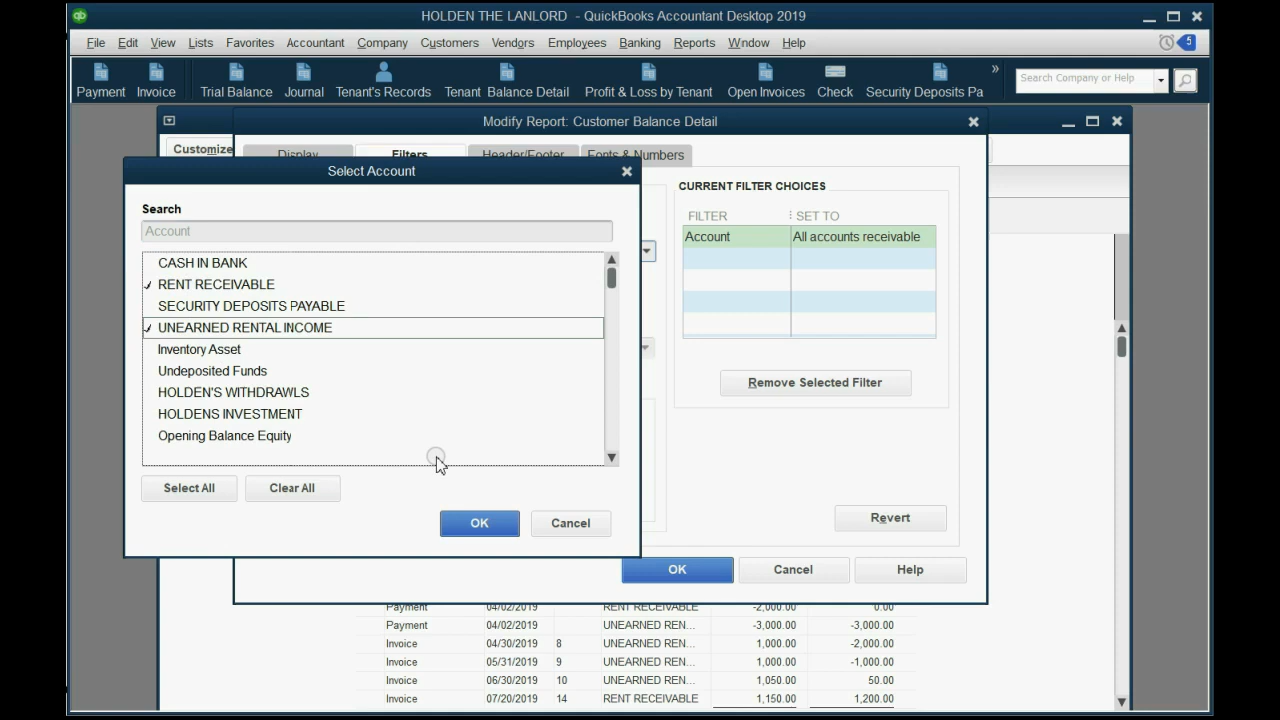 HOLDEN THE LANLORD - QuickBooks Accountant Desktop 2019
File Edit View Lists Favorites Accountant Company Customers Vendors Employees Banking Reports Window Help
5
Payment Invoice Trial Balance Journal Tenant's Records Tenant Balance Detail Profit & Loss by Tenant Open Invoices Check Security Deposits Pa »
Search Company or Help
Modify Report: Customer Balance Detail
Customize
Display Filters Header/Footer Fonts & Numbers
Select Account
CURRENT FILTER CHOICES
Search
FILTER SET TO
Account
Account All accounts receivable
CASH IN BANK
RENT RECEIVABLE
SECURITY DEPOSITS PAYABLE
UNEARNED RENTAL INCOME
Inventory Asset
Undeposited Funds
Remove Selected Filter
HOLDEN'S WITHDRAWLS
HOLDENS INVESTMENT
Opening Balance Equity
Select All Clear All
OK Cancel
Revert
OK Cancel Help
Payment 04/02/2019 RENT RECEIVABLE -2,000.00 0.00
Payment 04/02/2019 UNEARNED REN... -3,000.00 -3,000.00
Invoice 04/30/2019 8 UNEARNED REN... 1,000.00 -2,000.00
Invoice 05/31/2019 9 UNEARNED REN... 1,000.00 -1,000.00
Invoice 06/30/2019 10 UNEARNED REN... 1,050.00 50.00
Invoice 07/20/2019 14 RENT RECEIVABLE 1,150.00 1,200.00